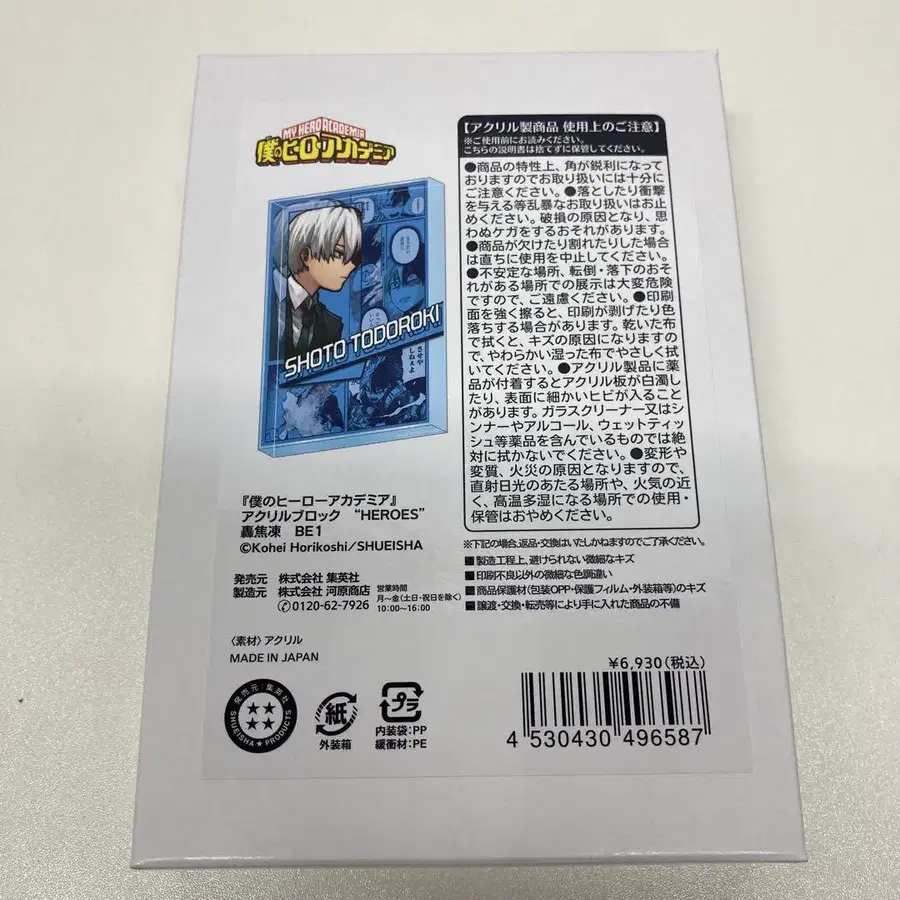 MY HERO ACADEMIA
僕のヒーローアカデミア
SHOTO TODOROKI
させや
しねぇよ
『僕のヒーローアカデミア』
アクリルブロック “HEROES”
轟焦凍 BE1
©Kohei Horikoshi/SHUEISHA
発売元 株式会社 集英社
製造元 株式会社 河原商店
0120-62-7926
営業時間
月〜金(土日・祝日を除く)
10:00〜16:00
〈素材〉アクリル
MADE IN JAPAN
発売元:集英社
SHUEISHA★PRODUCTS
紙
外装箱
プラ
内装袋:PP
緩衝材:PE
【アクリル製商品 使用上のご注意】
※ご使用前にお読みください。
こちらの説明書は捨てずに保管してください。
●商品の特性上、角が鋭利になって
おりますのでお取り扱いには十分に
ご注意ください。●落としたり衝撃
を与える等乱暴なお取り扱いはお止
めください。破損の原因となり、思
わぬケガをするおそれがあります。
●商品が欠けたり割れたりした場合
は直ちに使用を中止してください。
●不安定な場所、転倒・落下のおそ
れがある場所での展示は大変危険
ですので、ご遠慮ください。●印刷
面を強く擦ると、印刷が剥げたり色
落ちする場合があります。乾いた布
で拭くと、キズの原因になりますの
で、やわらかい湿った布でやさしく拭
いてください。●アクリル製品に薬
品が付着するとアクリル板が白濁し
たり、表面に細かいヒビが入ること
があります。ガラスクリーナー又はシ
ンナーやアルコール、ウェットティッ
シュ等薬品を含んでいるものでは絶
対に拭かないでください。●変形や
変質、火災の原因となりますので、
直射日光のあたる場所や、火気の近
く、高温多湿になる場所での使用・
保管はおやめください。
※下記の場合、返品・交換はいたしかねますのでご了承ください。
■製造工程上、避けられない微細なキズ
■印刷不良以外の微細な色調違い
■商品保護材(包装OPP・保護フィルム・外装箱等)のキズ
■譲渡・交換・転売等により手に入れた商品の不備
¥6,930(税込)
4 530430 496587